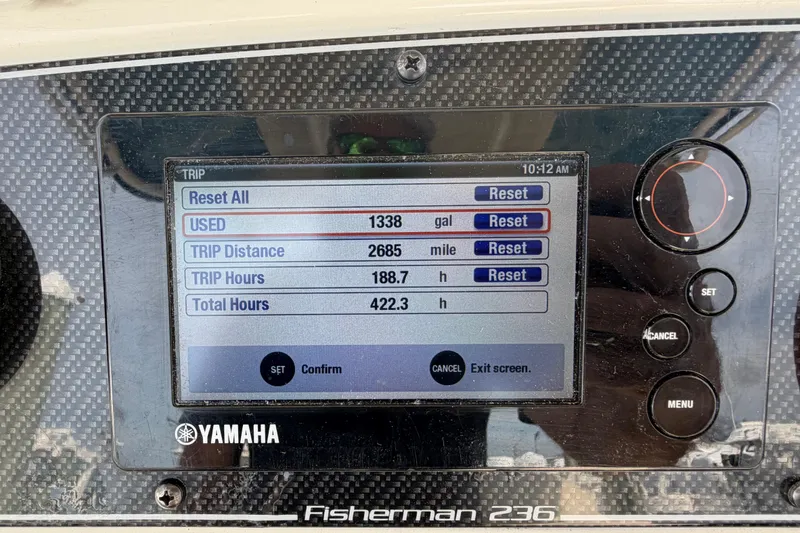 TRIP 10:12 AM
Reset All Reset
USED 1338 gal Reset
TRIP Distance 2685 mile Reset
TRIP Hours 188.7 h Reset
Total Hours 422.3 h
SET Confirm CANCEL Exit screen.
SET
CANCEL
MENU
YAMAHA
Fisherman 236